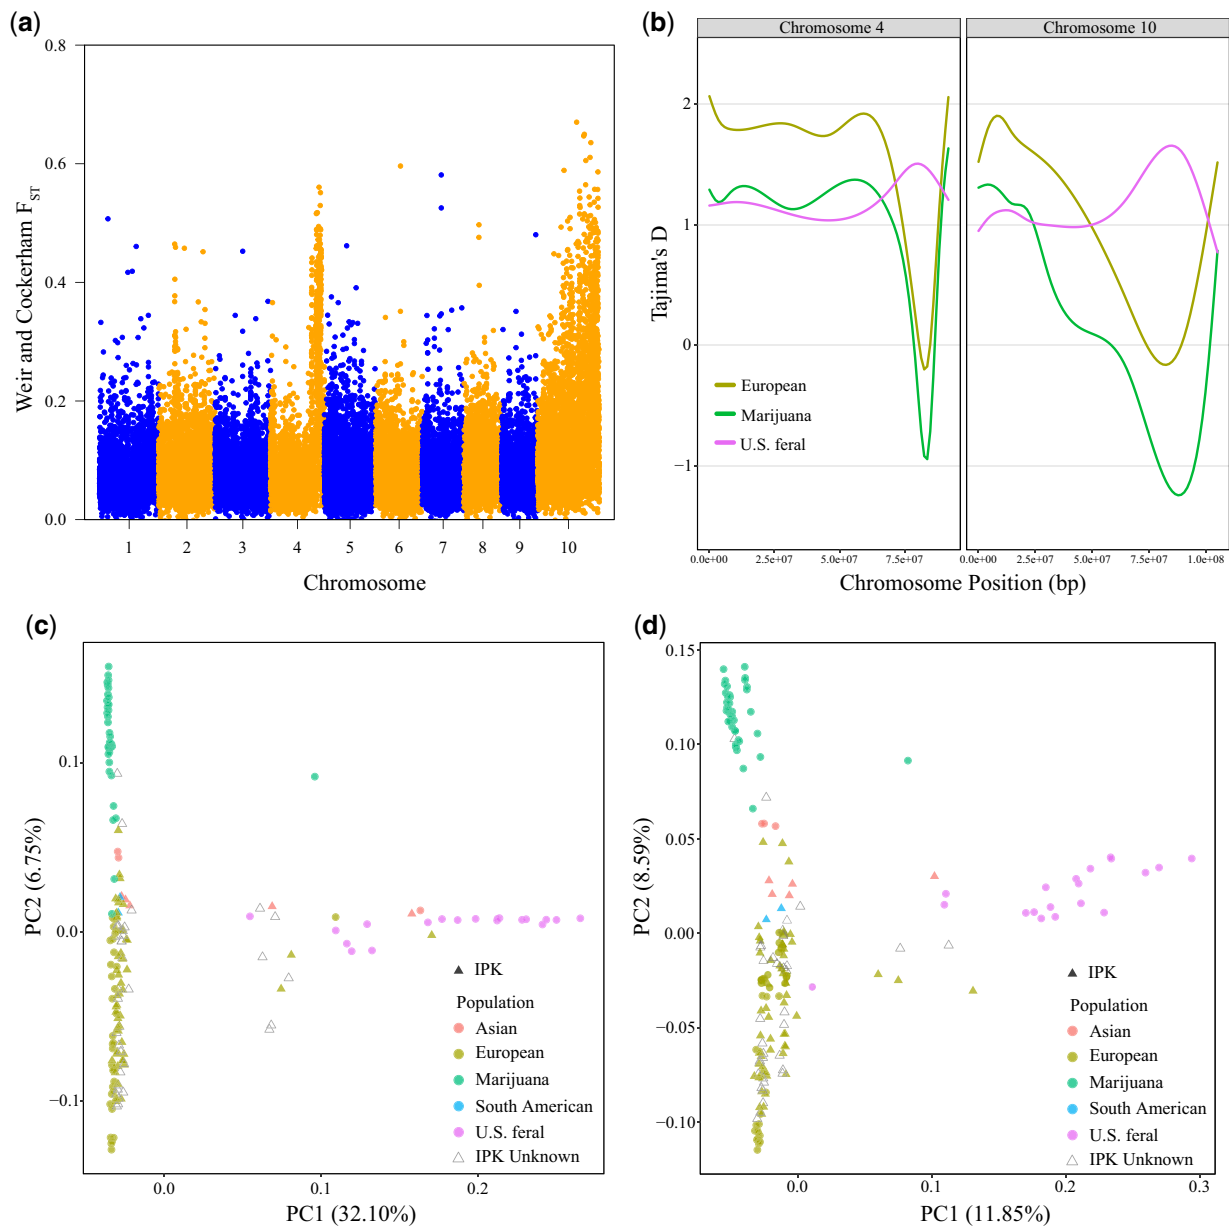 (a)
0.8
0.6
0.4
0.2
0.0
Weir and Cockerham FST
1 2 3 4 5 6 7 8 9 10
Chromosome
(b)
Chromosome 4
Chromosome 10
2
1
0
−1
Tajima's D
European
Marijuana
U.S. feral
0.0e+00 2.5e+07 5.0e+07 7.5e+07
0.0e+00 2.5e+07 5.0e+07 7.5e+07 1.0e+08
Chromosome Position (bp)
(c)
0.1
0.0
−0.1
PC2 (6.75%)
IPK
Population
Asian
European
Marijuana
South American
U.S. feral
IPK Unknown
0.0 0.1 0.2
PC1 (32.10%)
(d)
0.15
0.10
0.05
0.00
−0.05
−0.10
PC2 (8.59%)
IPK
Population
Asian
European
Marijuana
South American
U.S. feral
IPK Unknown
0.0 0.1 0.2 0.3
PC1 (11.85%)